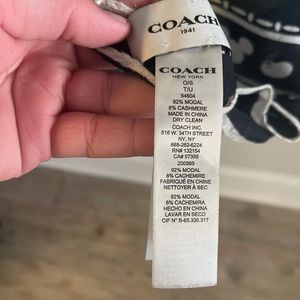 COACH
1941
COACH
NEW YORK
O/S
T/U
54604
92% MODAL
8% CASHMERE
MADE IN CHINA
DRY CLEAN
COACH INC.
516 W. 34TH STREET
NY, NY
888-262-6224
RN# 132154
CA# 57398
200985
92% MODAL
8% CACHEMIRE
FABRIQUÉ EN CHINE
NETTOYER À SEC
92% MODAL
8% CACHEMIRA
HECHO EN CHINA
LAVAR EN SECO
CIF N° B-65.335.317